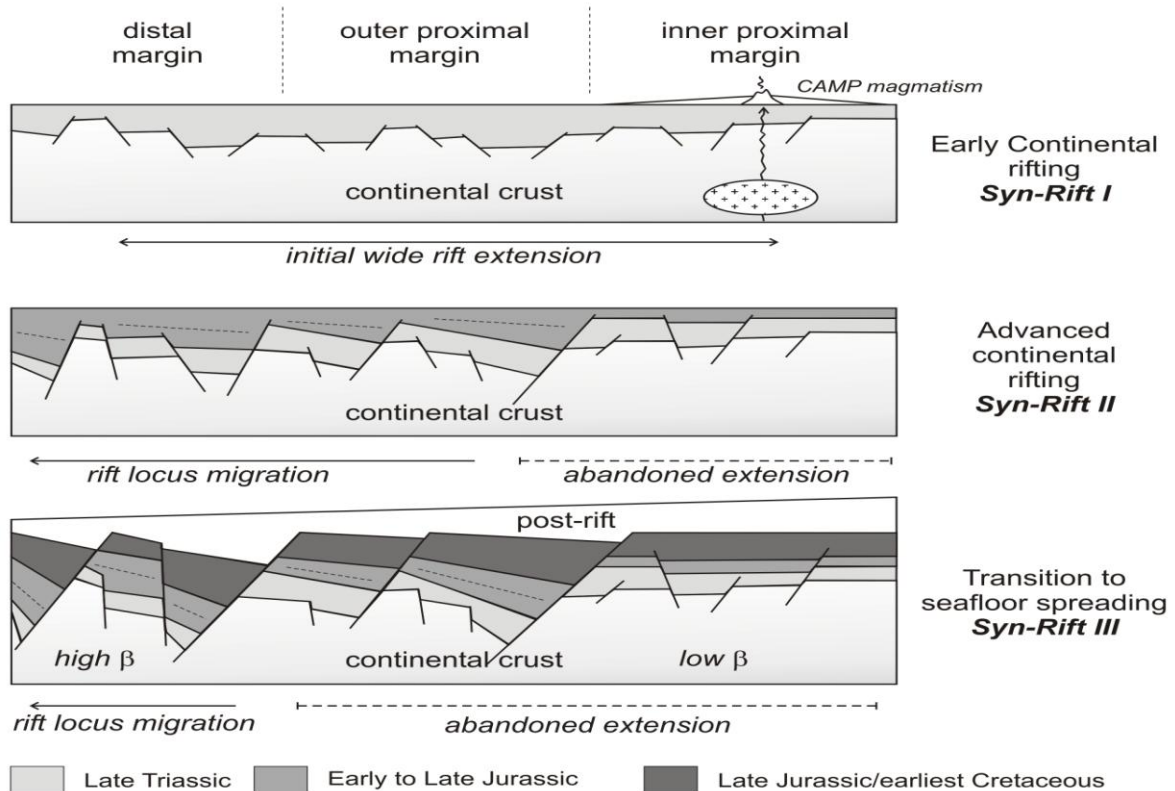 distal
margin
outer proximal
margin
inner proximal
margin
CAMP magmatism
continental crust
Early Continental
rifting
Syn-Rift I
initial wide rift extension
continental crust
Advanced
continental
rifting
Syn-Rift II
rift locus migration
abandoned extension
post-rift
high β
continental crust
low β
Transition to
seafloor spreading
Syn-Rift III
rift locus migration
abandoned extension
Late Triassic
Early to Late Jurassic
Late Jurassic/earliest Cretaceous